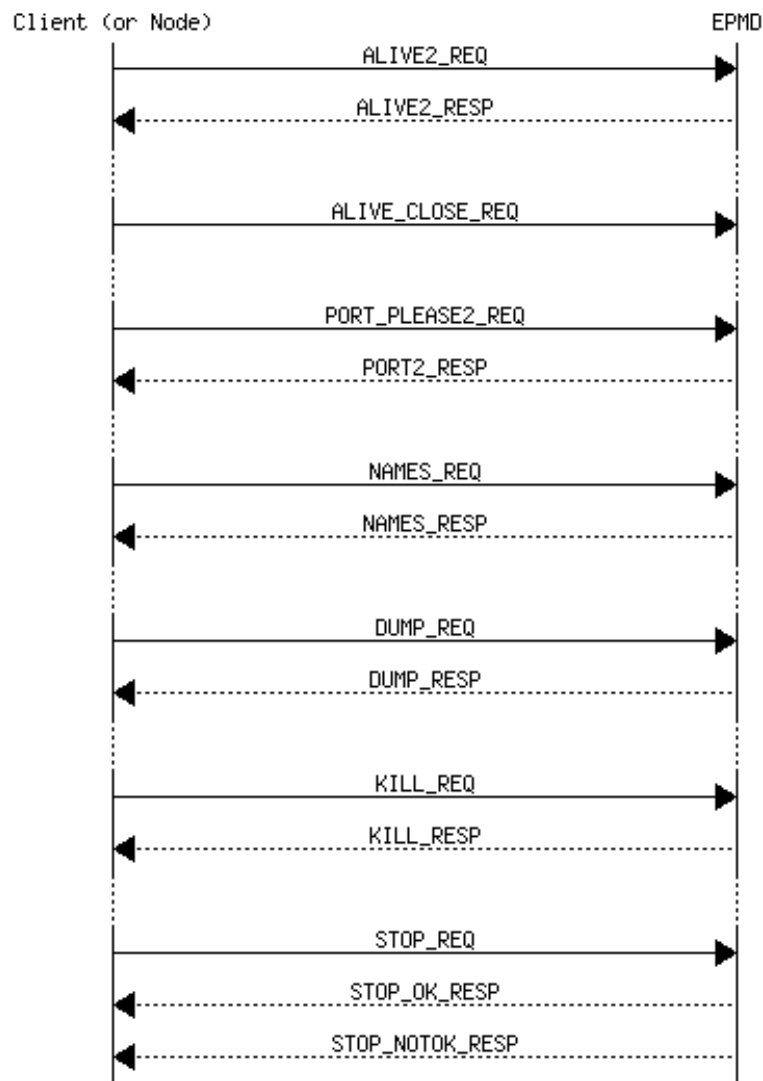 Client (or Node) EPMD
ALIVE2_REQ
ALIVE2_RESP
ALIVE_CLOSE_REQ
PORT_PLEASE2_REQ
PORT2_RESP
NAMES_REQ
NAMES_RESP
DUMP_REQ
DUMP_RESP
KILL_REQ
KILL_RESP
STOP_REQ
STOP_OK_RESP
STOP_NOTOK_RESP